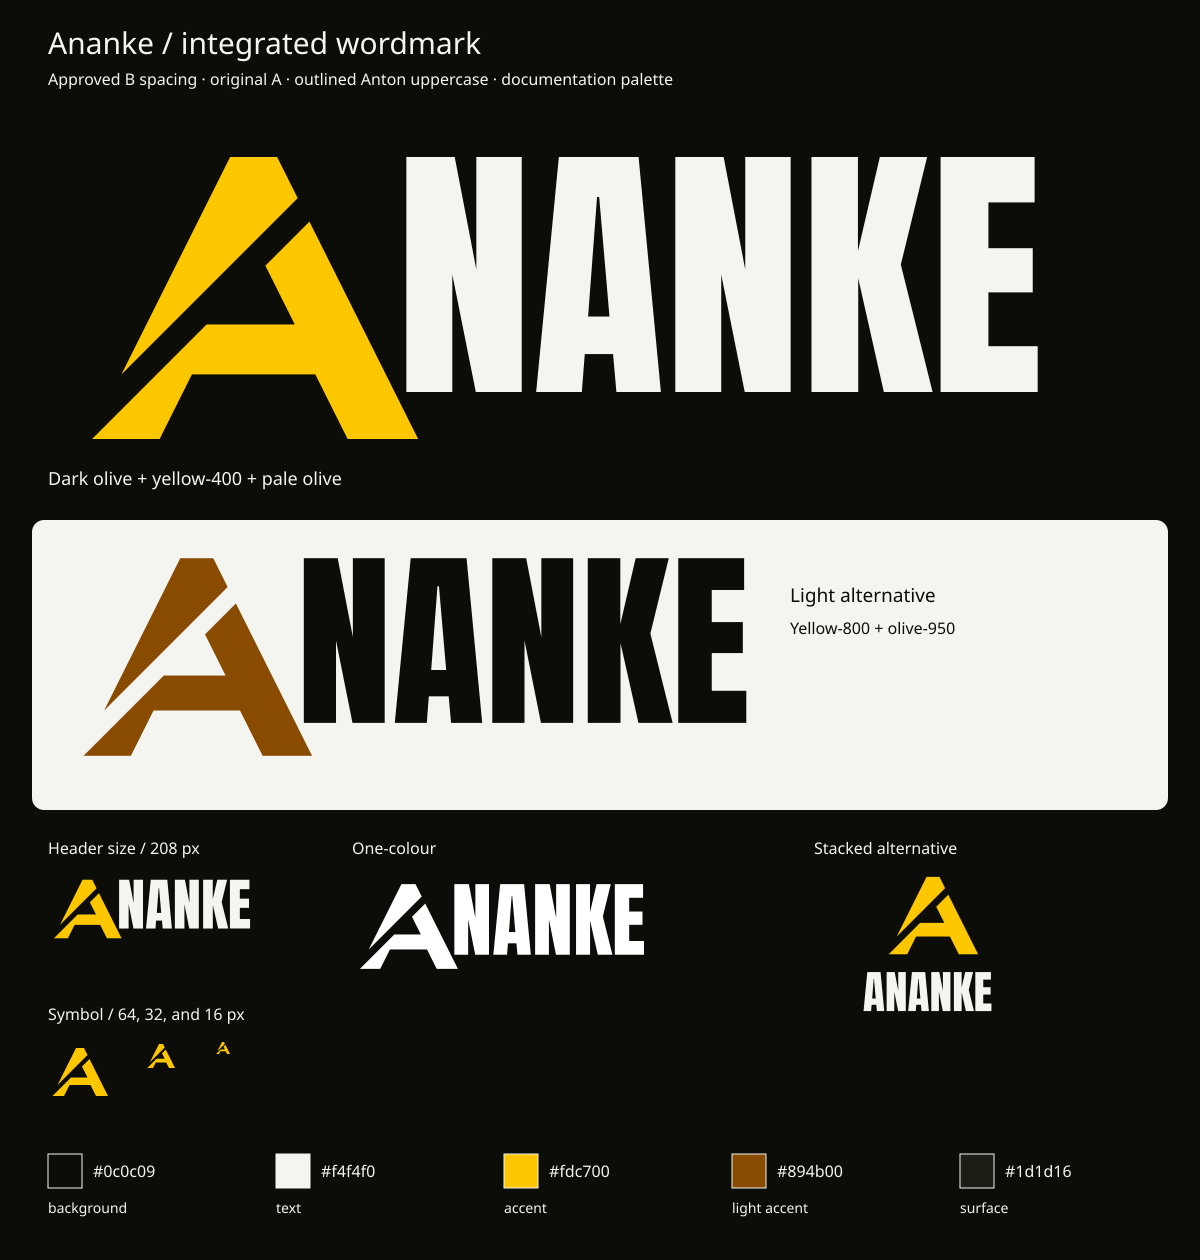 Ananke / integrated wordmark
Approved B spacing · original A · outlined Anton uppercase · documentation palette
ANANKE
Dark olive + yellow-400 + pale olive
ANANKE
Light alternative
Yellow-800 + olive-950
Header size / 208 px
One-colour
Stacked alternative
ANANKE
ANANKE
A
ANANKE
Symbol / 64, 32, and 16 px
A A A
#0c0c09
#f4f4f0
#fdc700
#894b00
#1d1d16
background
text
accent
light accent
surface